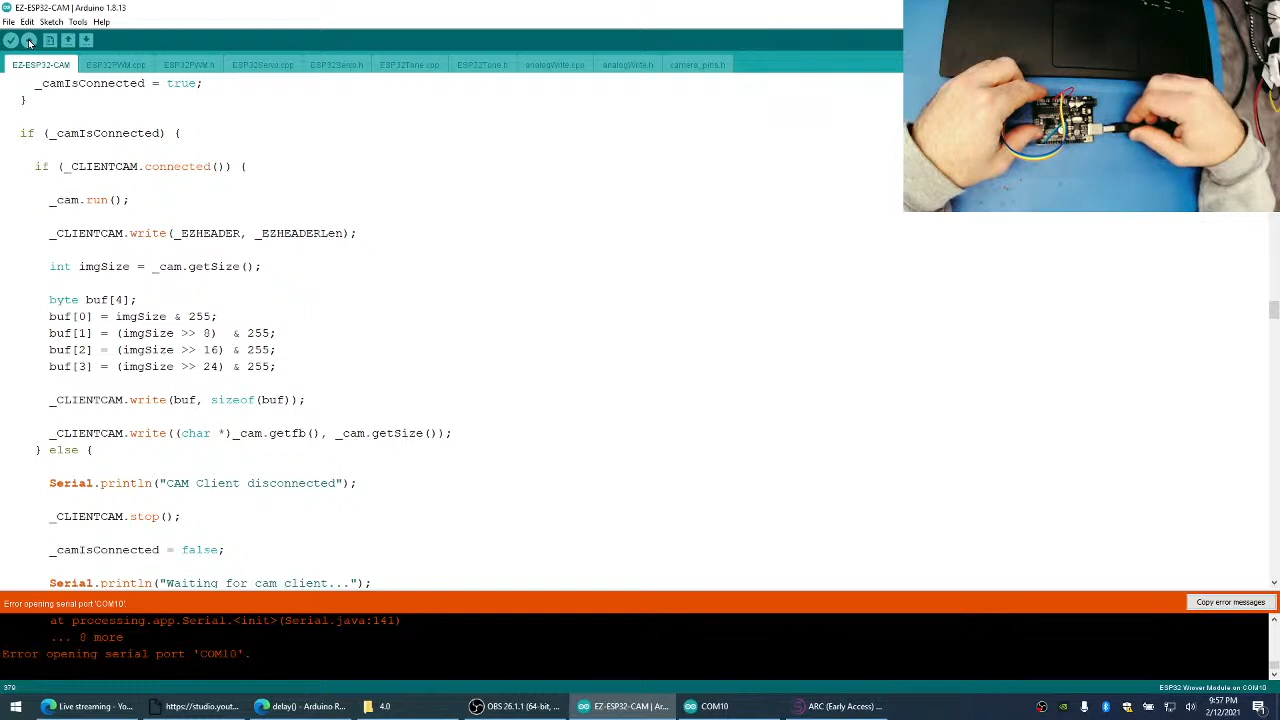 EZ-ESP32-CAM | Arduino 1.8.13
File Edit Sketch Tools Help
EZ-ESP32-CAM ESP32PWM.cpp ESP32PWM.h ESP32Servo.cpp ESP32Servo.h ESP32Tone.cpp ESP32Tone.h analogWrite.cpp analogWrite.h camera_pins.h
_camIsConnected = true;
}
if (_camIsConnected) {
if (_CLIENTCAM.connected()) {
_cam.run();
_CLIENTCAM.write(_EZHEADER, _EZHEADERLen);
int imgSize = _cam.getSize();
byte buf[4];
buf[0] = imgSize & 255;
buf[1] = (imgSize >> 8) & 255;
buf[2] = (imgSize >> 16) & 255;
buf[3] = (imgSize >> 24) & 255;
_CLIENTCAM.write(buf, sizeof(buf));
_CLIENTCAM.write((char *)_cam.getfb(), _cam.getSize());
} else {
Serial.println("CAM Client disconnected");
_CLIENTCAM.stop();
_camIsConnected = false;
Serial.println("Waiting for cam client...");
Error opening serial port 'COM10'.
Copy error messages
at processing.app.Serial.<init>(Serial.java:141)
... 8 more
Error opening serial port 'COM10'.
379
ESP32 Wrover Module on COM10
Live streaming - Yo...
https://studio.yout...
delay() - Arduino R...
4.0
OBS 26.1.1 (64-bit, ...
EZ-ESP32-CAM | Ar...
COM10
ARC (Early Access) ...
9:57 PM
2/12/2021